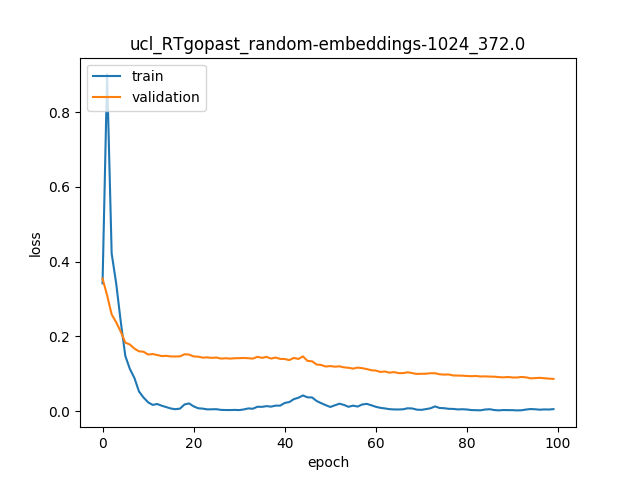 ucl_RTgopast_random-embeddings-1024_372.0
train
validation
loss
0.8
0.6
0.4
0.2
0.0
0 20 40 60 80 100
epoch